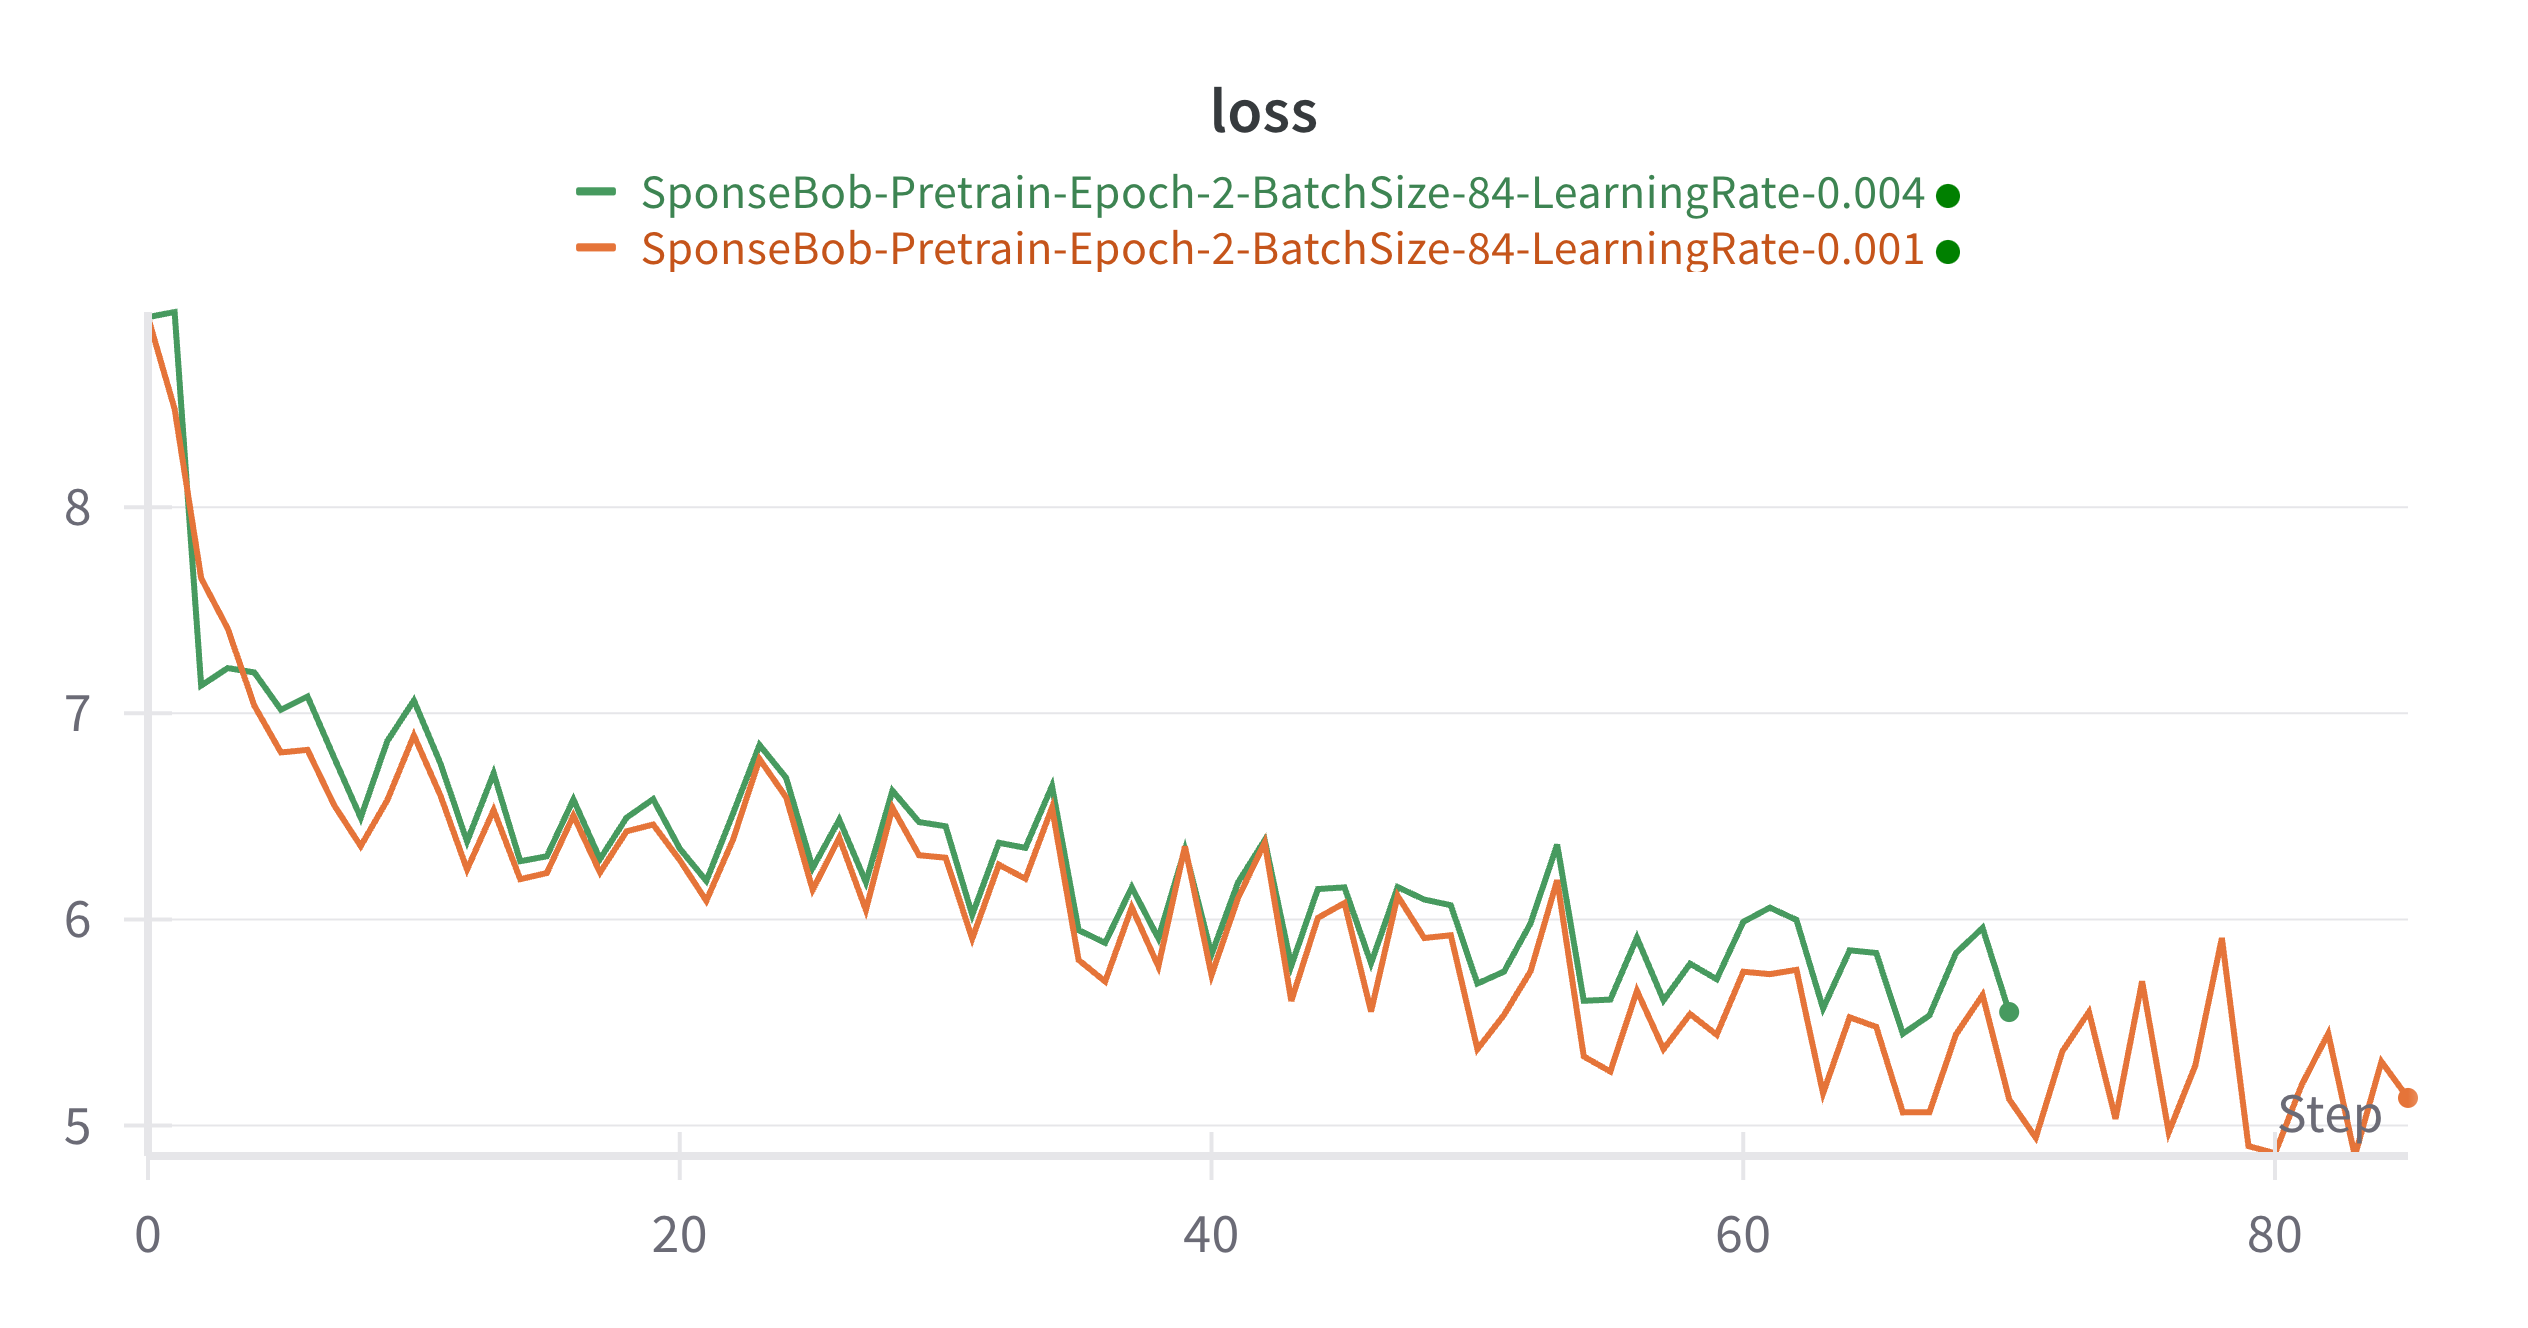 loss
SponseBob-Pretrain-Epoch-2-BatchSize-84-LearningRate-0.004
SponseBob-Pretrain-Epoch-2-BatchSize-84-LearningRate-0.001
8
7
6
5
Step
0 20 40 60 80